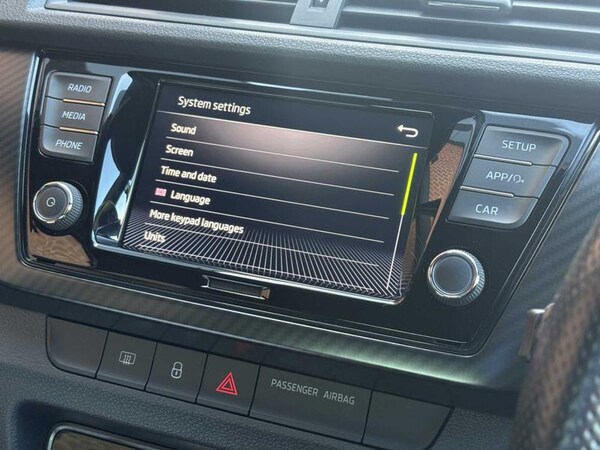 RADIO
MEDIA
PHONE
System settings
Sound
Screen
Time and date
Language
More keypad languages
Units
SETUP
APP/
CAR
PASSENGER AIRBAG